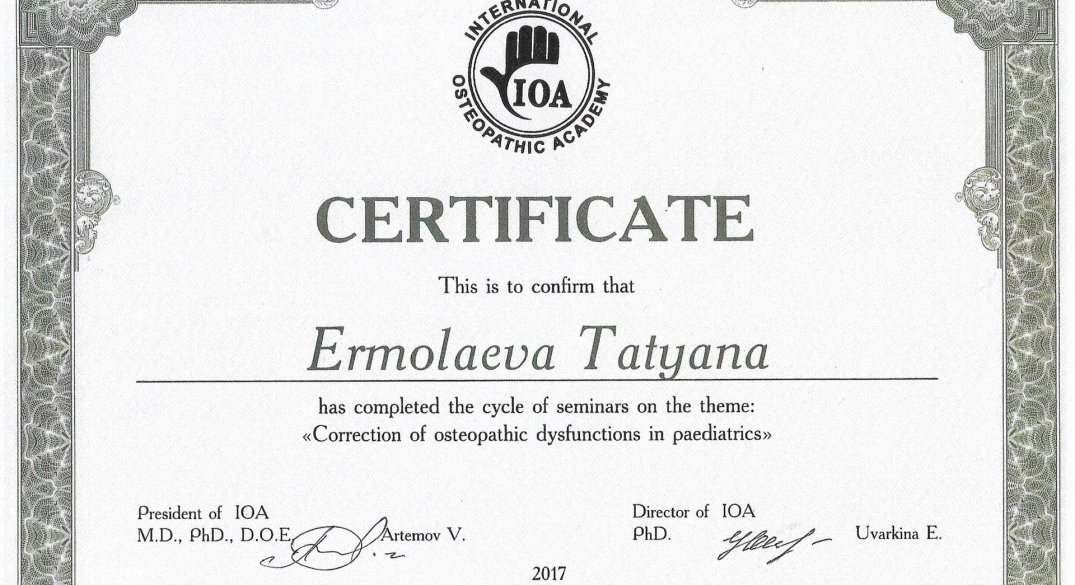 INTERNATIONAL
OSTEOPATHIC ACADEMY
IOA
CERTIFICATE
This is to confirm that
Ermolaeva Tatyana
has completed the cycle of seminars on the theme:
«Correction of osteopathic dysfunctions in paediatrics»
President of IOA
M.D., PhD., D.O.E. Artemov V.
Director of IOA
PhD. Uvarkina E.
2017